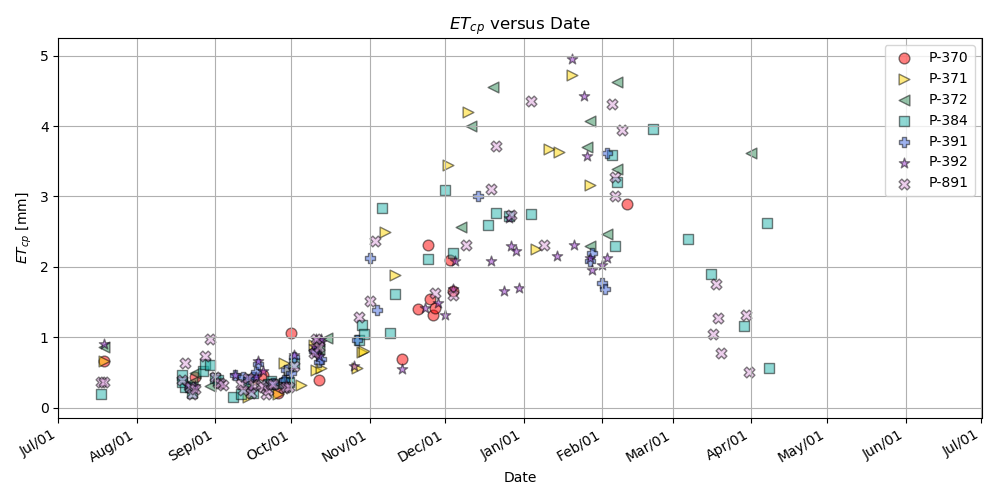 ET_cp versus Date
5
4
3
2
1
0
ET_cp [mm]
P-370
P-371
P-372
P-384
P-391
P-392
P-891
Jul/01 Aug/01 Sep/01 Oct/01 Nov/01 Dec/01 Jan/01 Feb/01 Mar/01 Apr/01 May/01 Jun/01 Jul/01
Date